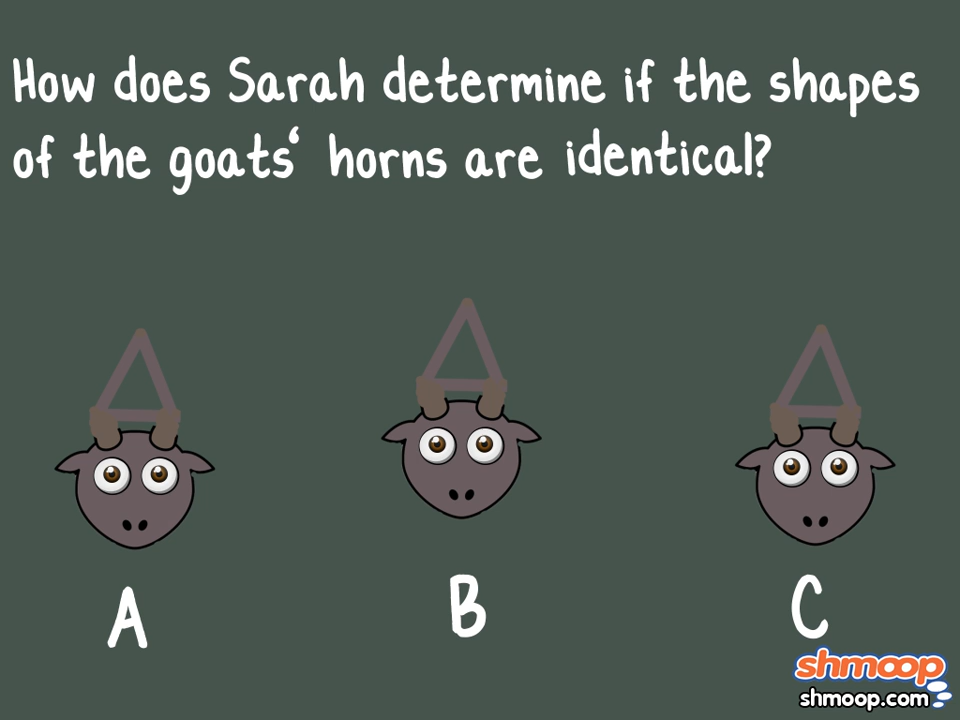 How does Sarah determine if the shapes
of the goats‘ horns are identical?
A
B
C
shmoop
shmoop.com